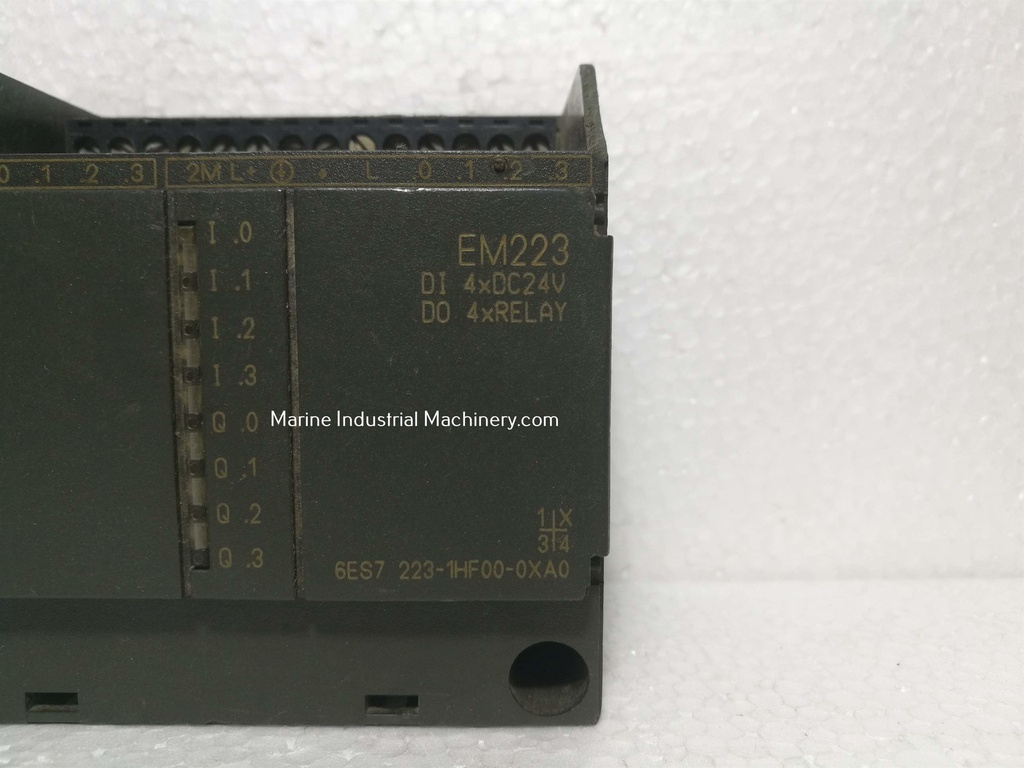 0 .1 .2 .3 2M L+ ⏚ • L .0 .1 .2 .3
I .0
I .1
I .2
I .3
Q .0
Q .1
Q .2
Q .3
EM223
DI 4xDC24V
DO 4xRELAY
Marine Industrial Machinery.com
1 X
3 4
6ES7 223-1HF00-0XA0